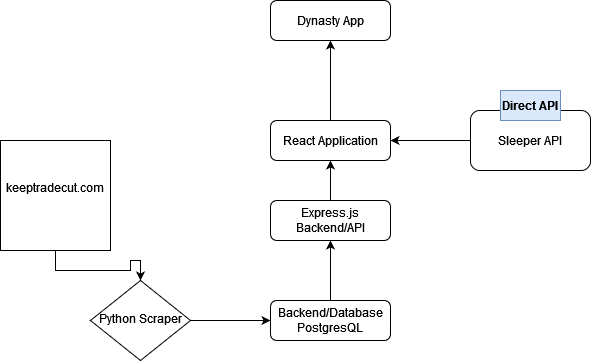 Dynasty App
Direct API
React Application
Sleeper API
keeptradecut.com
Express.js
Backend/API
Python Scraper
Backend/Database
PostgresQL